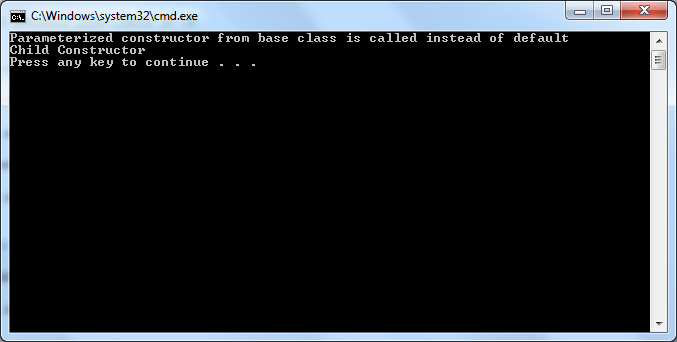 C:\Windows\system32\cmd.exe
Parameterized constructor from base class is called instead of default
Child Constructor
Press any key to continue . . .